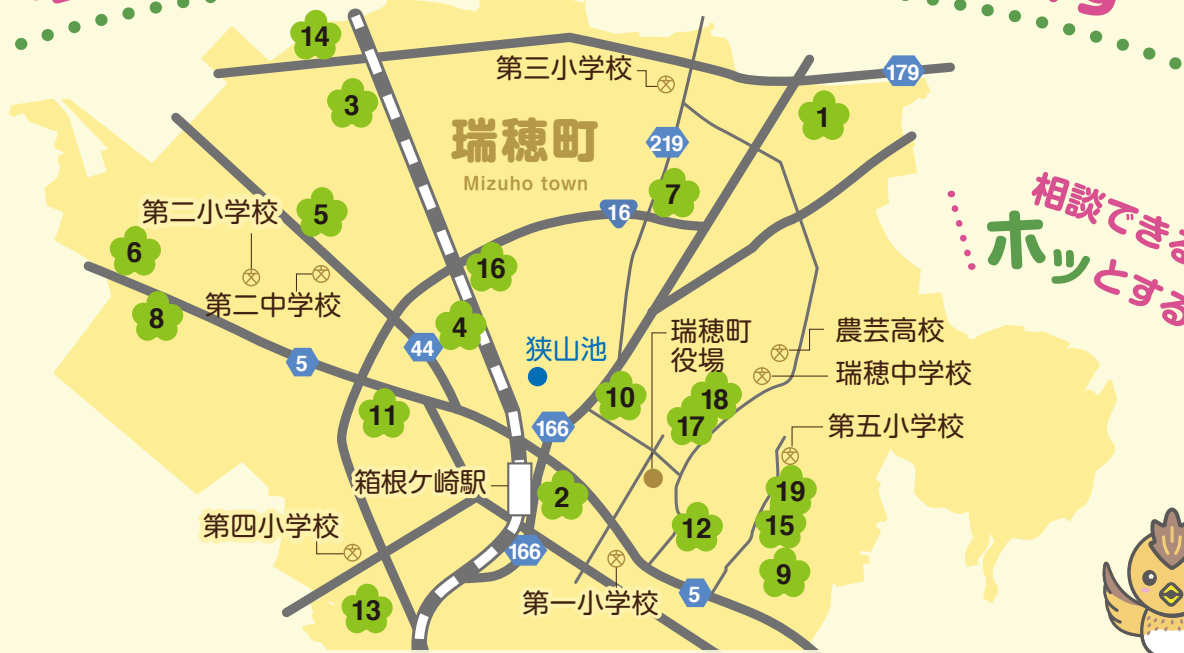 14
第三小学校
179
3
1
瑞穂町
Mizuho town
219
7
相談できる
ホッとする
第二小学校
5
16
6
16
第二中学校
8
4
瑞穂町
役場
農芸高校
44
狭山池
5
瑞穂中学校
10
18
11
17
166
第五小学校
箱根ケ崎駅
2
19
12
15
第四小学校
166
9
第一小学校
5
13